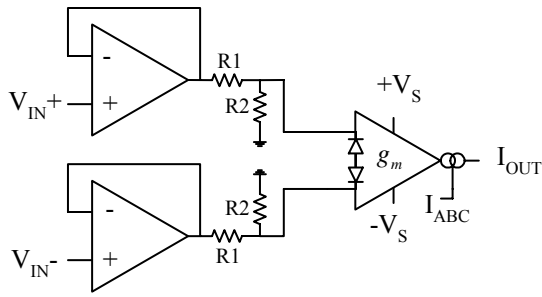 -
+
V_IN+
R1
R2
+V_S
g_m
I_OUT
I_ABC
-V_S
R2
-
+
V_IN-
R1